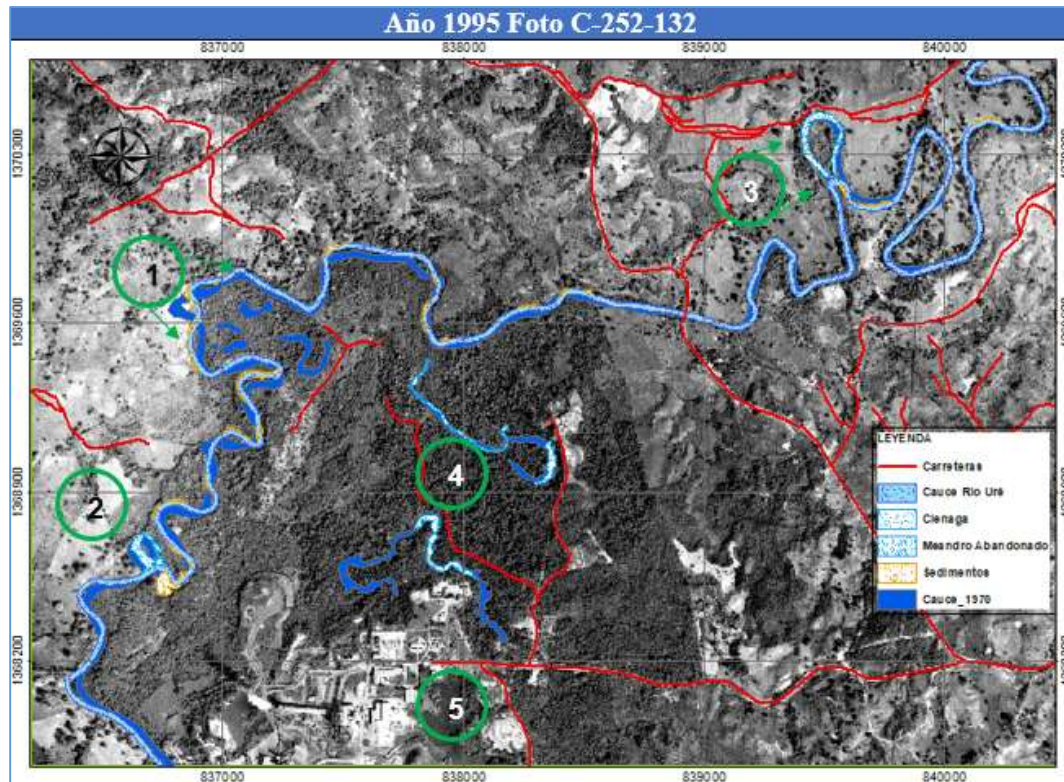 Año 1995 Foto C-252-132
837000 838000 839000 840000
1370300
1369600
1368900
1368200
1
2
3
4
5
LEYENDA
Carreteras
Cauce Rio Uré
Cienaga
Meandro Abandonado
Sedimentos
Cauce_1970
837000 838000 839000 840000